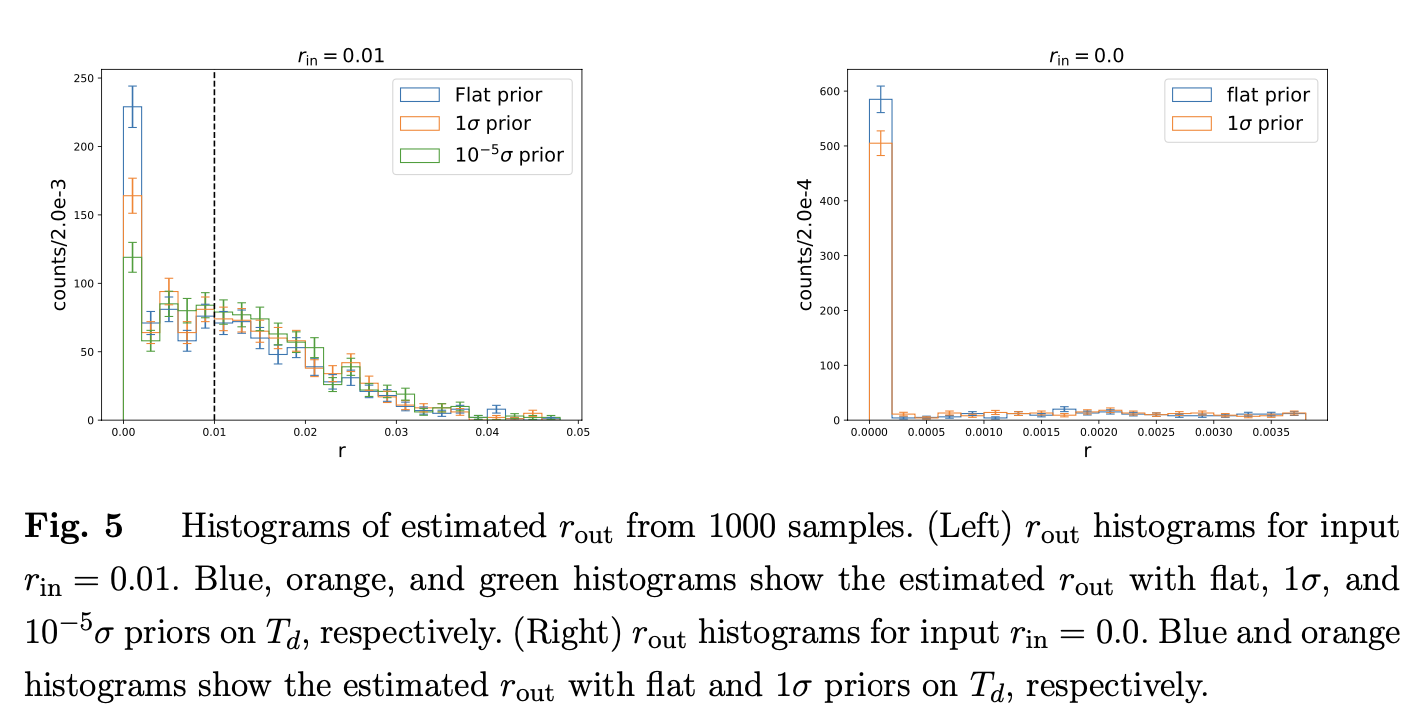 r_in = 0.01
250
200
150
100
50
0
counts/2.0e-3
Flat prior
1σ prior
10⁻⁵σ prior
0.00 0.01 0.02 0.03 0.04 0.05
r
r_in = 0.0
600
500
400
300
200
100
0
counts/2.0e-4
flat prior
1σ prior
0.0000 0.0005 0.0010 0.0015 0.0020 0.0025 0.0030 0.0035
r
Fig. 5 Histograms of estimated r_out from 1000 samples. (Left) r_out histograms for input
r_in = 0.01. Blue, orange, and green histograms show the estimated r_out with flat, 1σ, and
10⁻⁵σ priors on T_d, respectively. (Right) r_out histograms for input r_in = 0.0. Blue and orange
histograms show the estimated r_out with flat and 1σ priors on T_d, respectively.